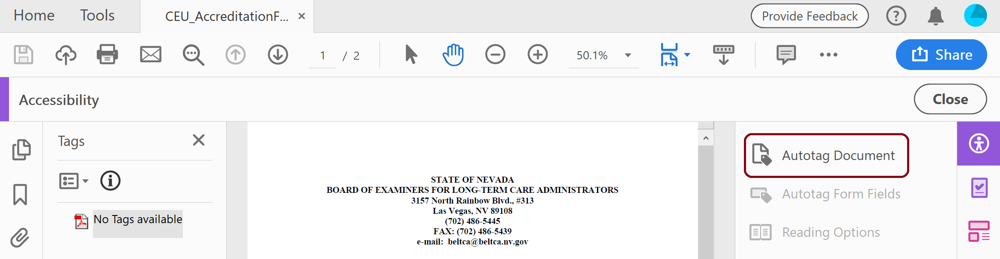 Home Tools CEU_AccreditationF... × Provide Feedback ?
1 / 2 50.1% Share
Accessibility Close
Tags
No Tags available
STATE OF NEVADA
BOARD OF EXAMINERS FOR LONG-TERM CARE ADMINISTRATORS
3157 North Rainbow Blvd., #313
Las Vegas, NV 89108
(702) 486-5445
FAX: (702) 486-5439
e-mail: beltca@beltca.nv.gov
Autotag Document
Autotag Form Fields
Reading Options